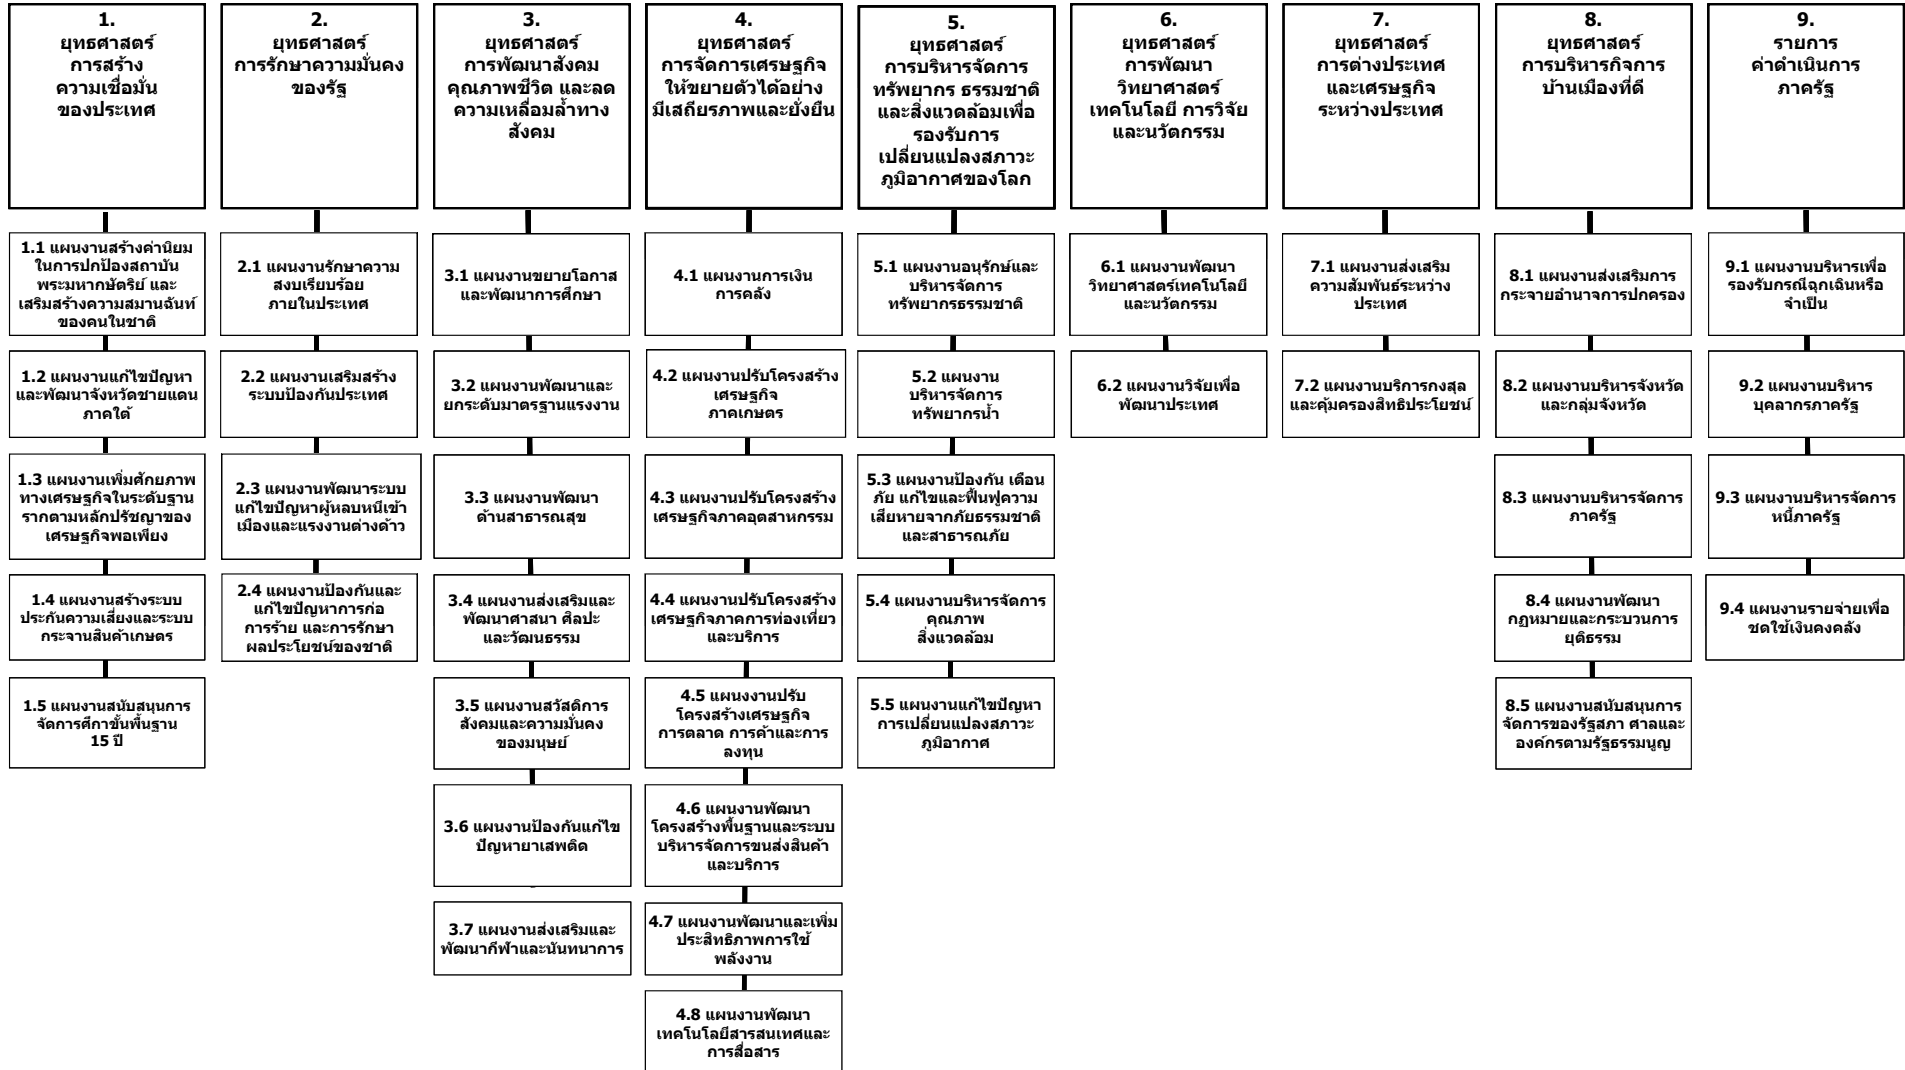 1.
ยุทธศาสตร์
การสร้าง
ความเชื่อมั่น
ของประเทศ
2.
ยุทธศาสตร์
การรักษาความมั่นคง
ของรัฐ
3.
ยุทธศาสตร์
การพัฒนาสังคม
คุณภาพชีวิต และลด
ความเหลื่อมล้ำทาง
สังคม
4.
ยุทธศาสตร์
การจัดการเศรษฐกิจ
ให้ขยายตัวได้อย่าง
มีเสถียรภาพและยั่งยืน
5.
ยุทธศาสตร์
การบริหารจัดการ
ทรัพยากร ธรรมชาติ
และสิ่งแวดล้อมเพื่อ
รองรับการ
เปลี่ยนแปลงสภาวะ
ภูมิอากาศของโลก
6.
ยุทธศาสตร์
การพัฒนา
วิทยาศาสตร์
เทคโนโลยี การวิจัย
และนวัตกรรม
7.
ยุทธศาสตร์
การต่างประเทศ
และเศรษฐกิจ
ระหว่างประเทศ
8.
ยุทธศาสตร์
การบริหารกิจการ
บ้านเมืองที่ดี
9.
รายการ
ค่าดำเนินการ
ภาครัฐ
1.1 แผนงานสร้างค่านิยม
ในการปกป้องสถาบัน
พระมหากษัตริย์ และ
เสริมสร้างความสมานฉันท์
ของคนในชาติ
1.2 แผนงานแก้ไขปัญหา
และพัฒนาจังหวัดชายแดน
ภาคใต้
1.3 แผนงานเพิ่มศักยภาพ
ทางเศรษฐกิจในระดับฐาน
รากตามหลักปรัชญาของ
เศรษฐกิจพอเพียง
1.4 แผนงานสร้างระบบ
ประกันความเสี่ยงและระบบ
กระจานสินค้าเกษตร
1.5 แผนงานสนับสนุนการ
จัดการศึกาขั้นพื้นฐาน
15 ปี
2.1 แผนงานรักษาความ
สงบเรียบร้อย
ภายในประเทศ
2.2 แผนงานเสริมสร้าง
ระบบป้องกันประเทศ
2.3 แผนงานพัฒนาระบบ
แก้ไขปัญหาผู้หลบหนีเข้า
เมืองและแรงงานต่างด้าว
2.4 แผนงานป้องกันและ
แก้ไขปัญหาการก่อ
การร้าย และการรักษา
ผลประโยชน์ของชาติ
3.1 แผนงานขยายโอกาส
และพัฒนาการศึกษา
3.2 แผนงานพัฒนาและ
ยกระดับมาตรฐานแรงงาน
3.3 แผนงานพัฒนา
ด้านสาธารณสุข
3.4 แผนงานส่งเสริมและ
พัฒนาศาสนา ศิลปะ
และวัฒนธรรม
3.5 แผนงานสวัสดิการ
สังคมและความมั่นคง
ของมนุษย์
3.6 แผนงานป้องกันแก้ไข
ปัญหายาเสพติด
3.7 แผนงานส่งเสริมและ
พัฒนากีฬาและนันทนาการ
4.1 แผนงานการเงิน
การคลัง
4.2 แผนงานปรับโครงสร้าง
เศรษฐกิจ
ภาคเกษตร
4.3 แผนงานปรับโครงสร้าง
เศรษฐกิจภาคอุตสาหกรรม
4.4 แผนงานปรับโครงสร้าง
เศรษฐกิจภาคการท่องเที่ยว
และบริการ
4.5 แผนงงานปรับ
โครงสร้างเศรษฐกิจ
การตลาด การค้าและการ
ลงทุน
4.6 แผนงานพัฒนา
โครงสร้างพื้นฐานและระบบ
บริหารจัดการขนส่งสินค้า
และบริการ
4.7 แผนงานพัฒนาและเพิ่ม
ประสิทธิภาพการใช้
พลังงาน
4.8 แผนงานพัฒนา
เทคโนโลยีสารสนเทศและ
การสื่อสาร
5.1 แผนงานอนุรักษ์และ
บริหารจัดการ
ทรัพยากรธรรมชาติ
5.2 แผนงาน
บริหารจัดการ
ทรัพยากรน้ำ
5.3 แผนงานป้องกัน เตือน
ภัย แก้ไขและฟื้นฟูความ
เสียหายจากภัยธรรมชาติ
และสาธารณภัย
5.4 แผนงานบริหารจัดการ
คุณภาพ
สิ่งแวดล้อม
5.5 แผนงานแก้ไขปัญหา
การเปลี่ยนแปลงสภาวะ
ภูมิอากาศ
6.1 แผนงานพัฒนา
วิทยาศาสตร์เทคโนโลยี
และนวัตกรรม
6.2 แผนงานวิจัยเพื่อ
พัฒนาประเทศ
7.1 แผนงานส่งเสริม
ความสัมพันธ์ระหว่าง
ประเทศ
7.2 แผนงานบริการกงสุล
และคุ้มครองสิทธิประโยชน์
8.1 แผนงานส่งเสริมการ
กระจายอำนาจการปกครอง
8.2 แผนงานบริหารจังหวัด
และกลุ่มจังหวัด
8.3 แผนงานบริหารจัดการ
ภาครัฐ
8.4 แผนงานพัฒนา
กฎหมายและกระบวนการ
ยุติธรรม
8.5 แผนงานสนับสนุนการ
จัดการของรัฐสภา ศาลและ
องค์กรตามรัฐธรรมนูญ
9.1 แผนงานบริหารเพื่อ
รองรับกรณีฉุกเฉินหรือ
จำเป็น
9.2 แผนงานบริหาร
บุคลากรภาครัฐ
9.3 แผนงานบริหารจัดการ
หนี้ภาครัฐ
9.4 แผนงานรายจ่ายเพื่อ
ชดใช้เงินคงคลัง